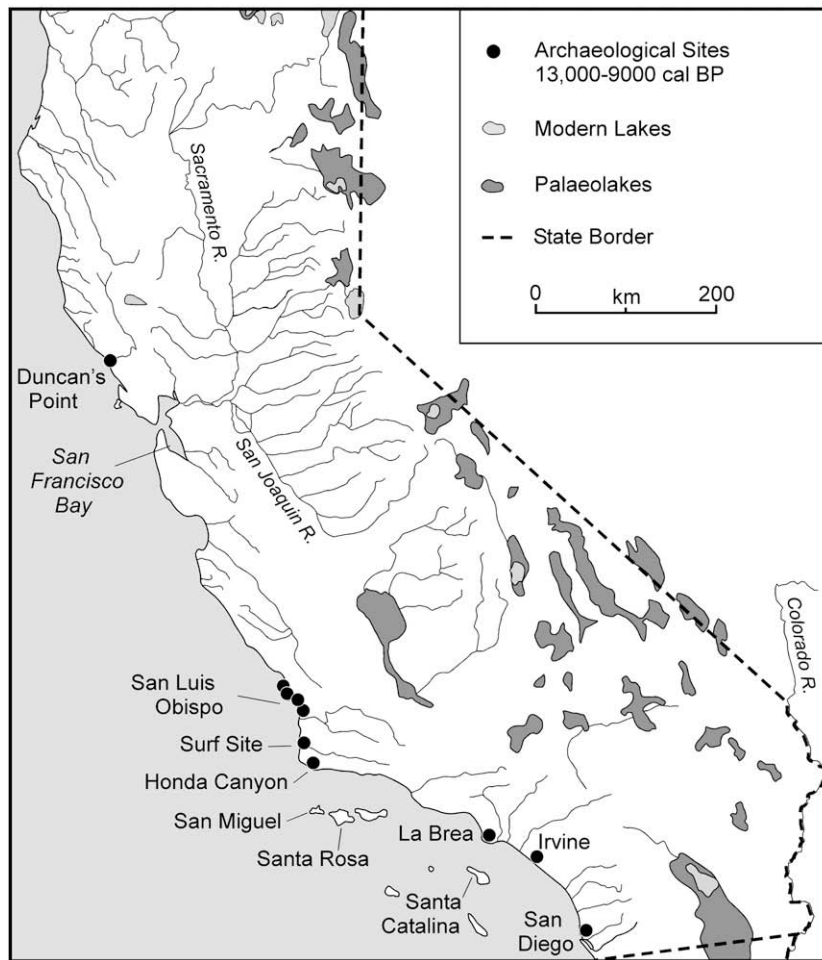 Archaeological Sites
13,000-9000 cal BP
Modern Lakes
Palaeolakes
State Border
0 km 200
Sacramento R.
Duncan's
Point
San
Francisco
Bay
San Joaquin R.
Colorado R.
San Luis
Obispo
Surf Site
Honda Canyon
San Miguel
Santa Rosa
La Brea
Irvine
Santa
Catalina
San
Diego